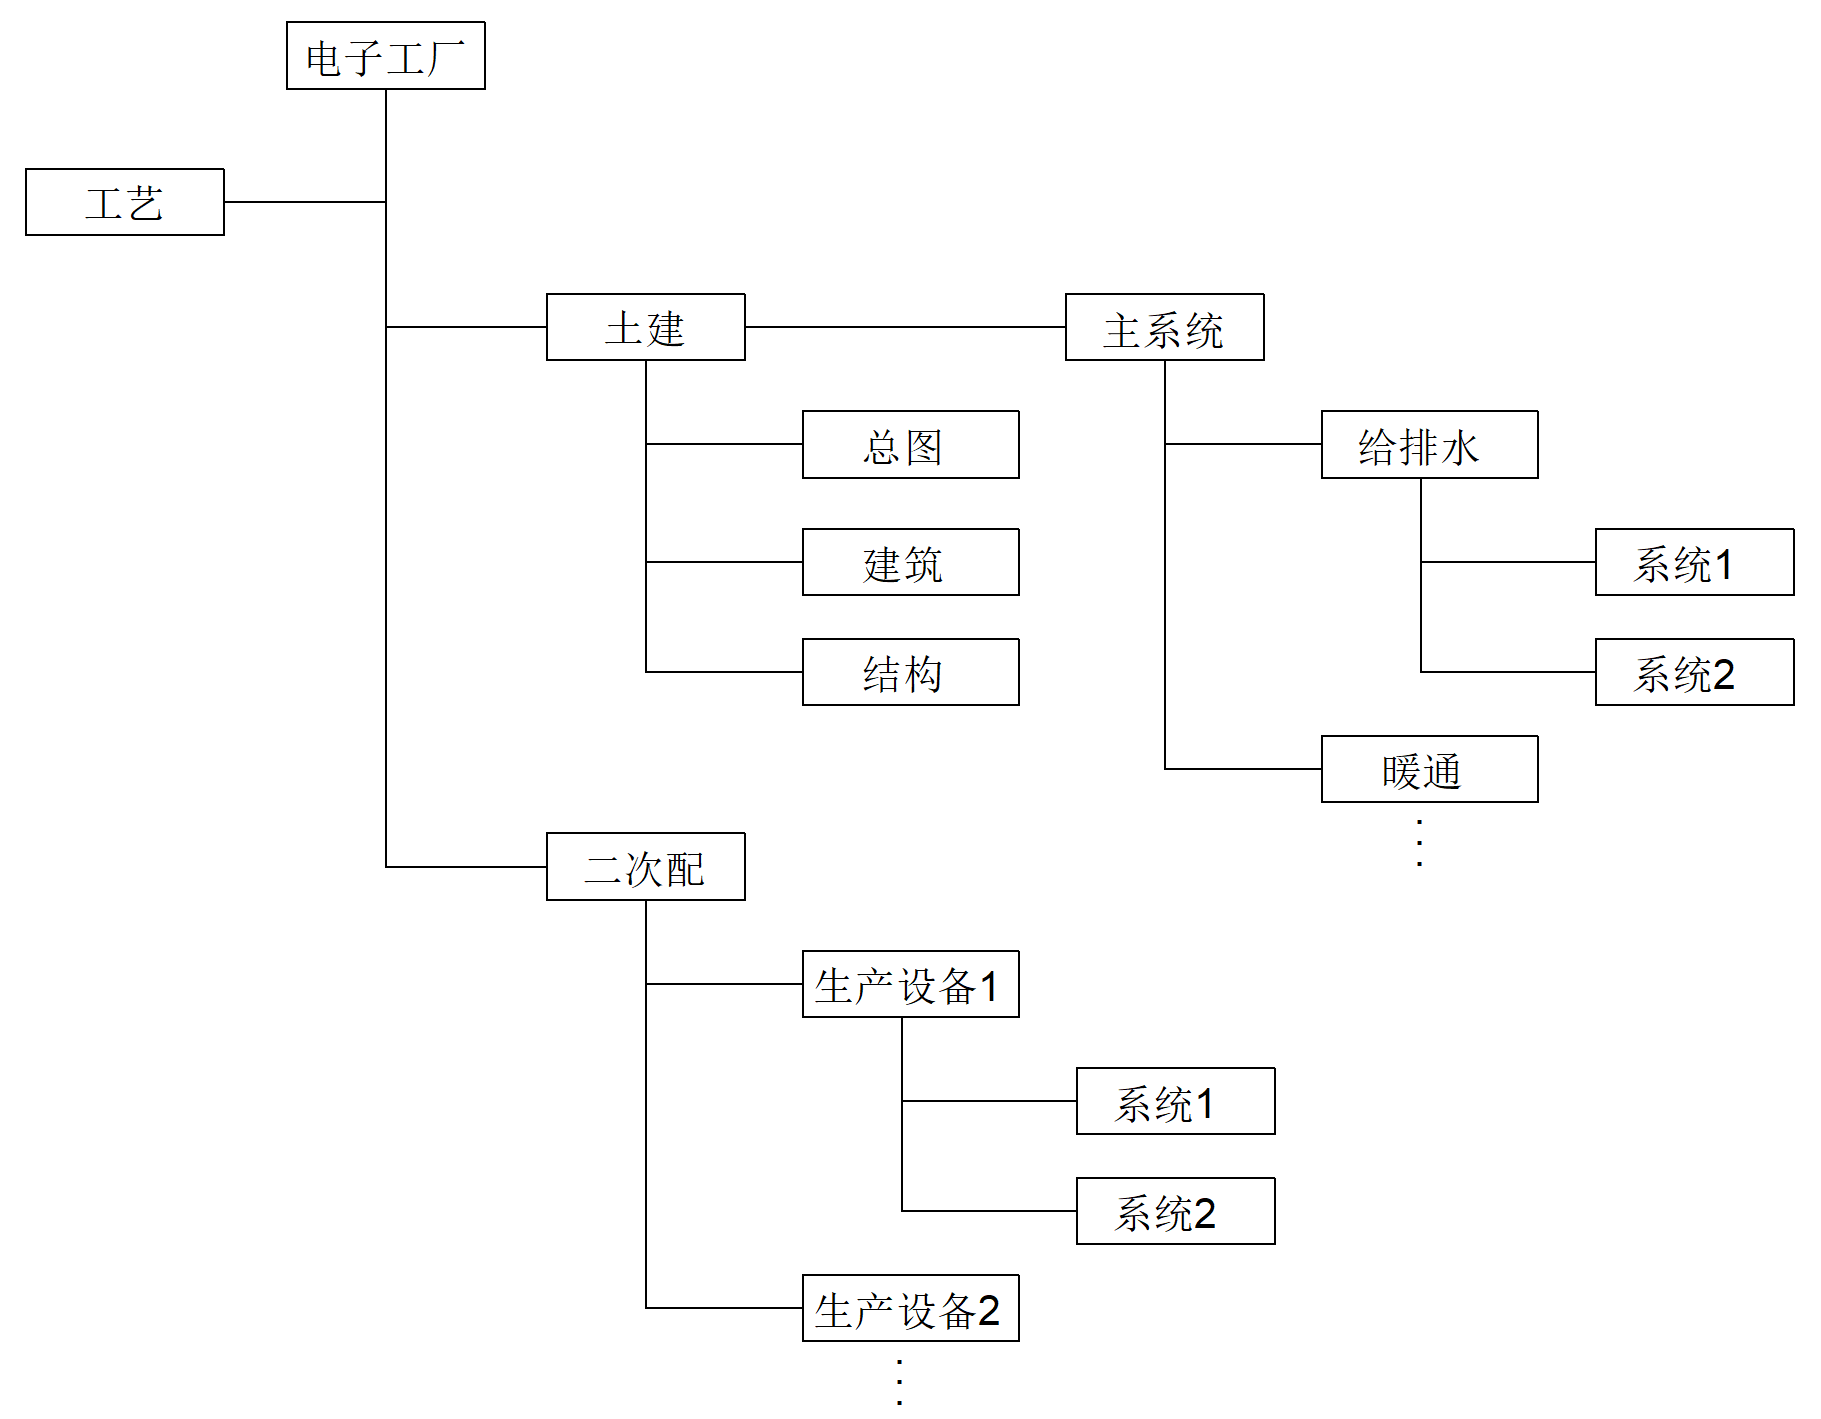 电子工厂
工艺
土建
主系统
总图
给排水
建筑
系统1
结构
系统2
暖通
二次配
生产设备1
系统1
系统2
生产设备2